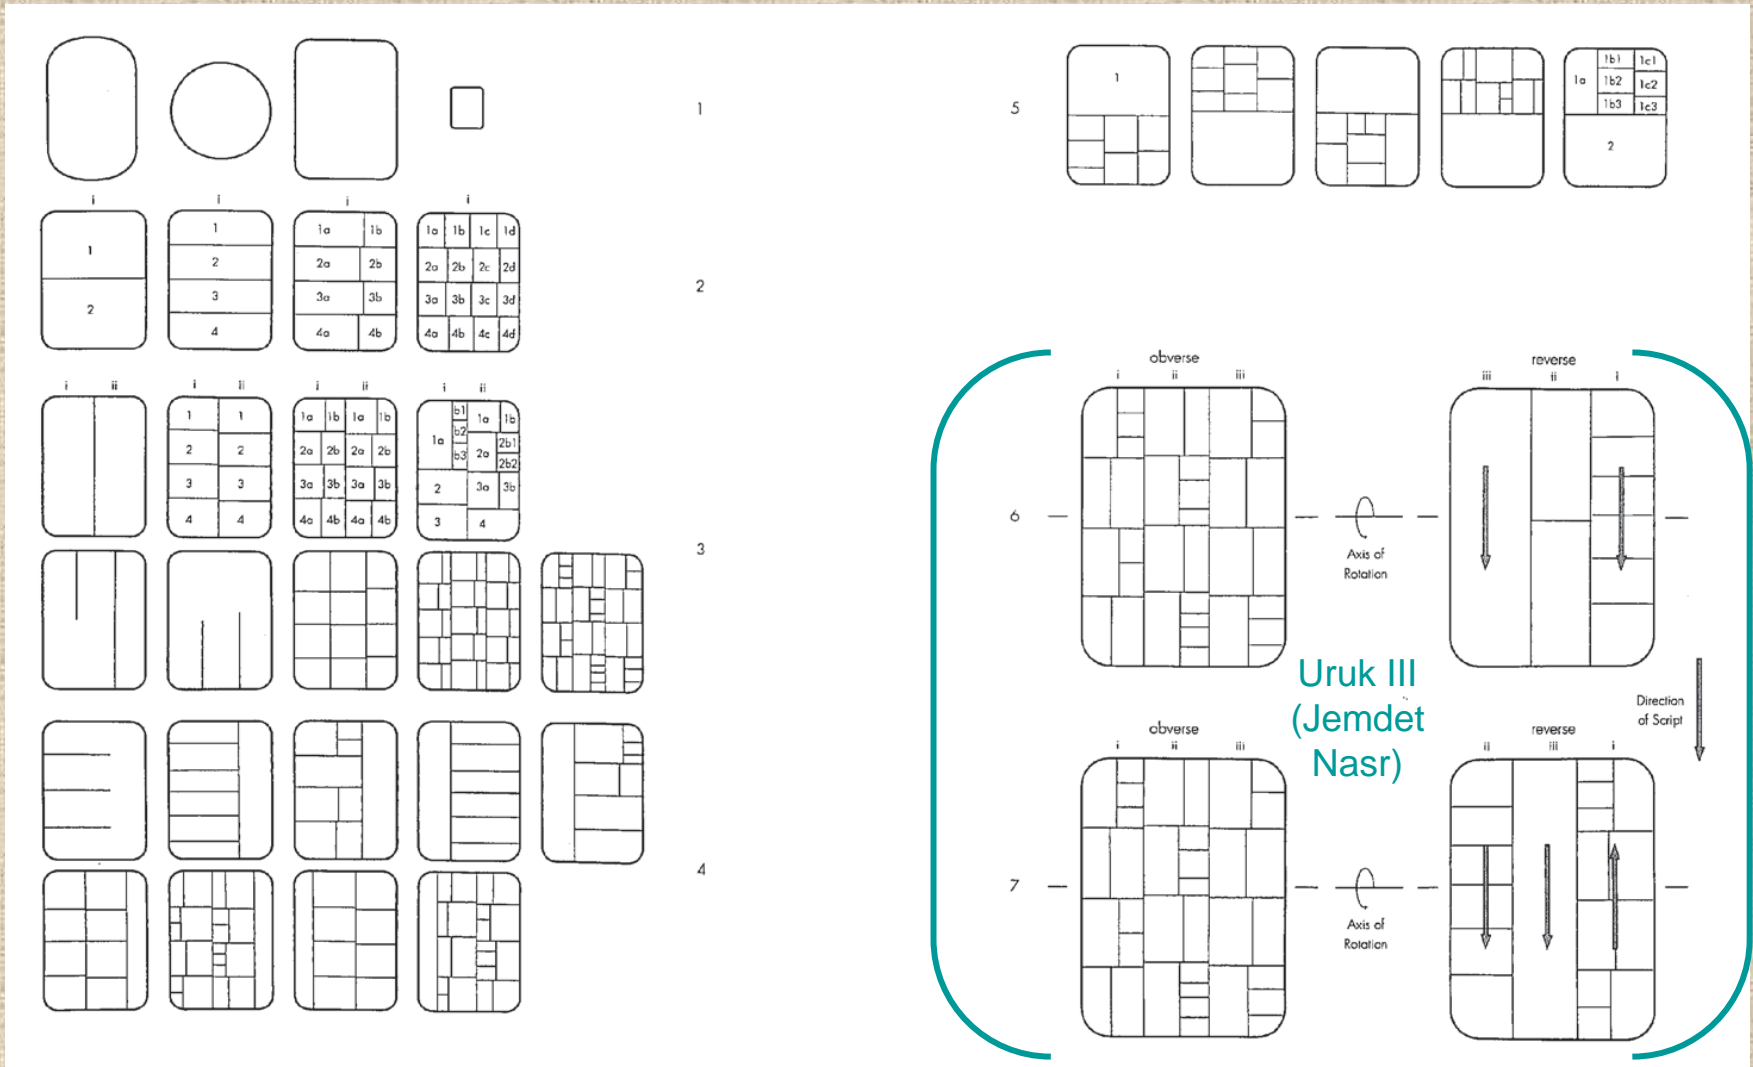 1
i i i i
1
2
1
2
3
4
1a 1b
2a 2b
3a 3b
4a 4b
1a 1b 1c 1d
2a 2b 2c 2d
3a 3b 3c 3d
4a 4b 4c 4d
2
i ii
i ii
1 1
2 2
3 3
4 4
i ii
1a 1b 1a 1b
2a 2b 2a 2b
3a 3b 3a 3b
4a 4b 4a 4b
i ii
1a b1 1a 1b
b2 2a 2b1
b3 2b2
2 3a 3b
3 4
3
4
5
1
1a 1b1 1c1
1b2 1c2
1b3 1c3
2
obverse
i ii iii
reverse
iii ii i
6
Axis of
Rotation
Uruk III
(Jemdet
Nasr)
Direction
of Script
obverse
i ii iii
reverse
ii iii i
7
Axis of
Rotation